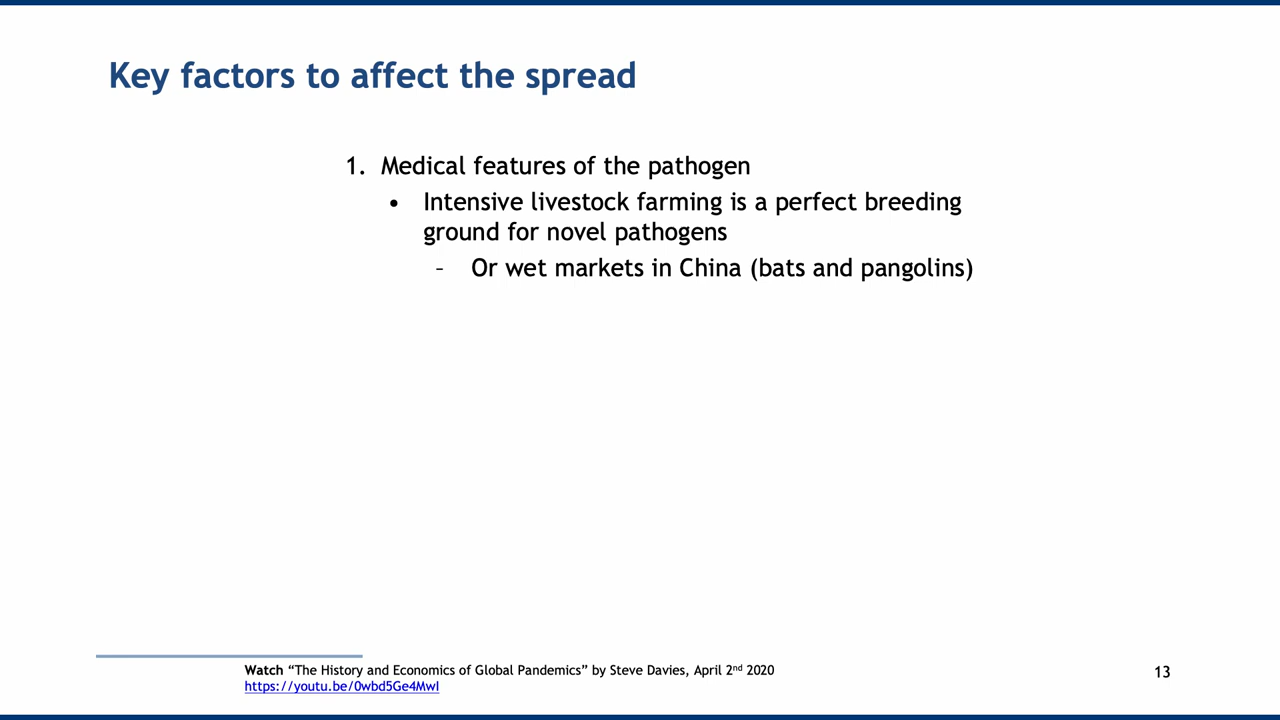 Key factors to affect the spread
1. Medical features of the pathogen
• Intensive livestock farming is a perfect breeding
ground for novel pathogens
– Or wet markets in China (bats and pangolins)
Watch “The History and Economics of Global Pandemics” by Steve Davies, April 2nd 2020
https://youtu.be/0wbd5Ge4MwI
13